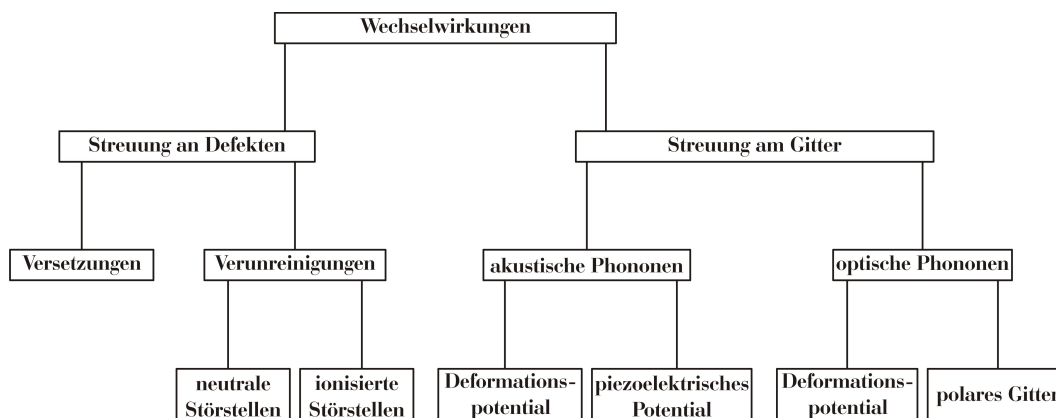 Wechselwirkungen
Streuung an Defekten
Streuung am Gitter
Versetzungen
Verunreinigungen
akustische Phononen
optische Phononen
neutrale
Störstellen
ionisierte
Störstellen
Deformations-
potential
piezoelektrisches
Potential
Deformations-
potential
polares Gitter